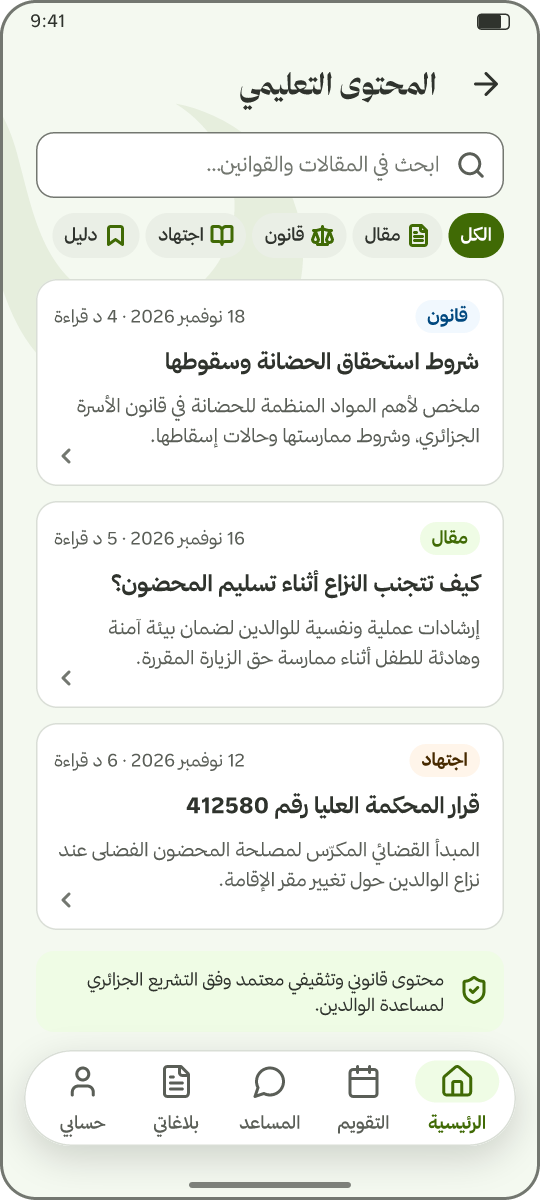 9:41
المحتوى التعليمي
ابحث في المقالات والقوانين...
الكل
مقال
قانون
اجتهاد
دليل
قانون
18 نوفمبر 2026 · 4 د قراءة
شروط استحقاق الحضانة وسقوطها
ملخص لأهم المواد المنظمة للحضانة في قانون الأسرة
الجزائري، وشروط ممارستها وحالات إسقاطها.
مقال
16 نوفمبر 2026 · 5 د قراءة
كيف تتجنب النزاع أثناء تسليم المحضون؟
إرشادات عملية ونفسية للوالدين لضمان بيئة آمنة
وهادئة للطفل أثناء ممارسة حق الزيارة المقررة.
اجتهاد
12 نوفمبر 2026 · 6 د قراءة
قرار المحكمة العليا رقم 412580
المبدأ القضائي المكرّس لمصلحة المحضون الفضلى عند
نزاع الوالدين حول تغيير مقر الإقامة.
محتوى قانوني وتثقيفي معتمد وفق التشريع الجزائري
لمساعدة الوالدين.
الرئيسية
التقويم
المساعد
بلاغاتي
حسابي